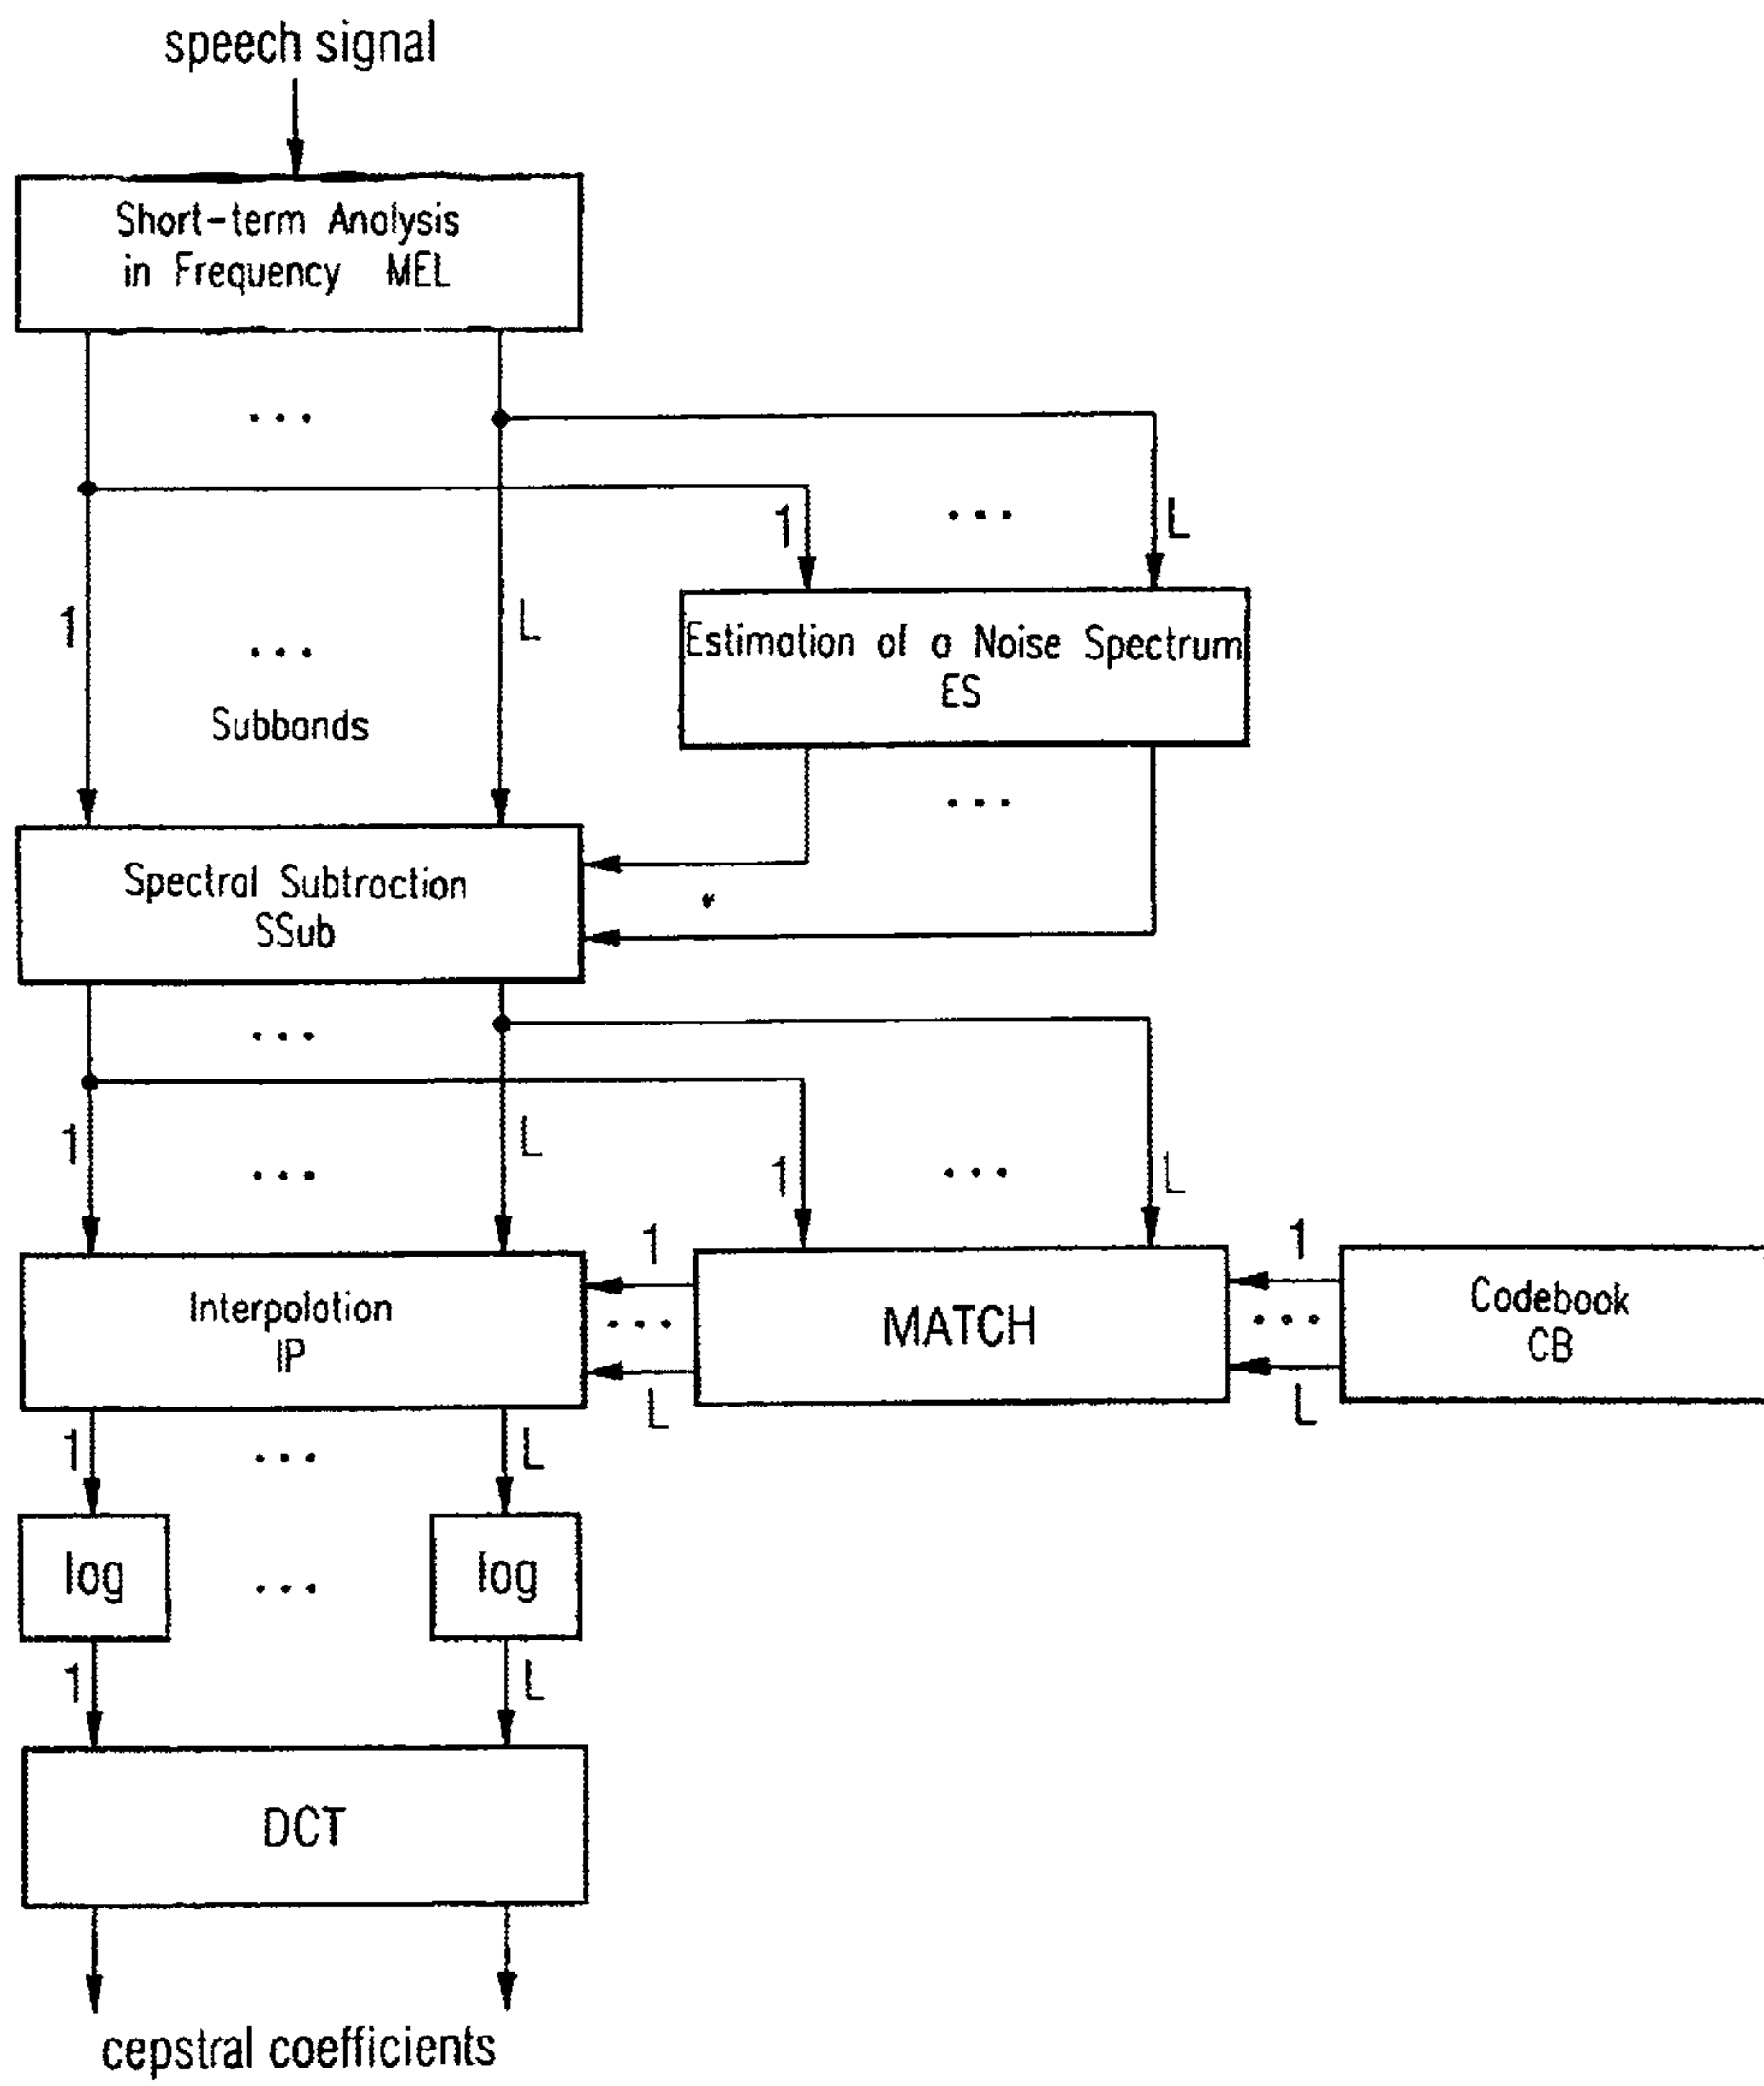 speech signal
Short-term Analysis
in Frequency MEL
...
...
1
L
1
...
L
Estimation of a Noise Spectrum
ES
...
Subbands
...
Spectral Subtraction
SSub
...
1
...
L
1
...
L
Interpolation
IP
1
...
L
MATCH
1
...
L
Codebook
CB
1
...
L
log
...
log
1
L
DCT
cepstral coefficients